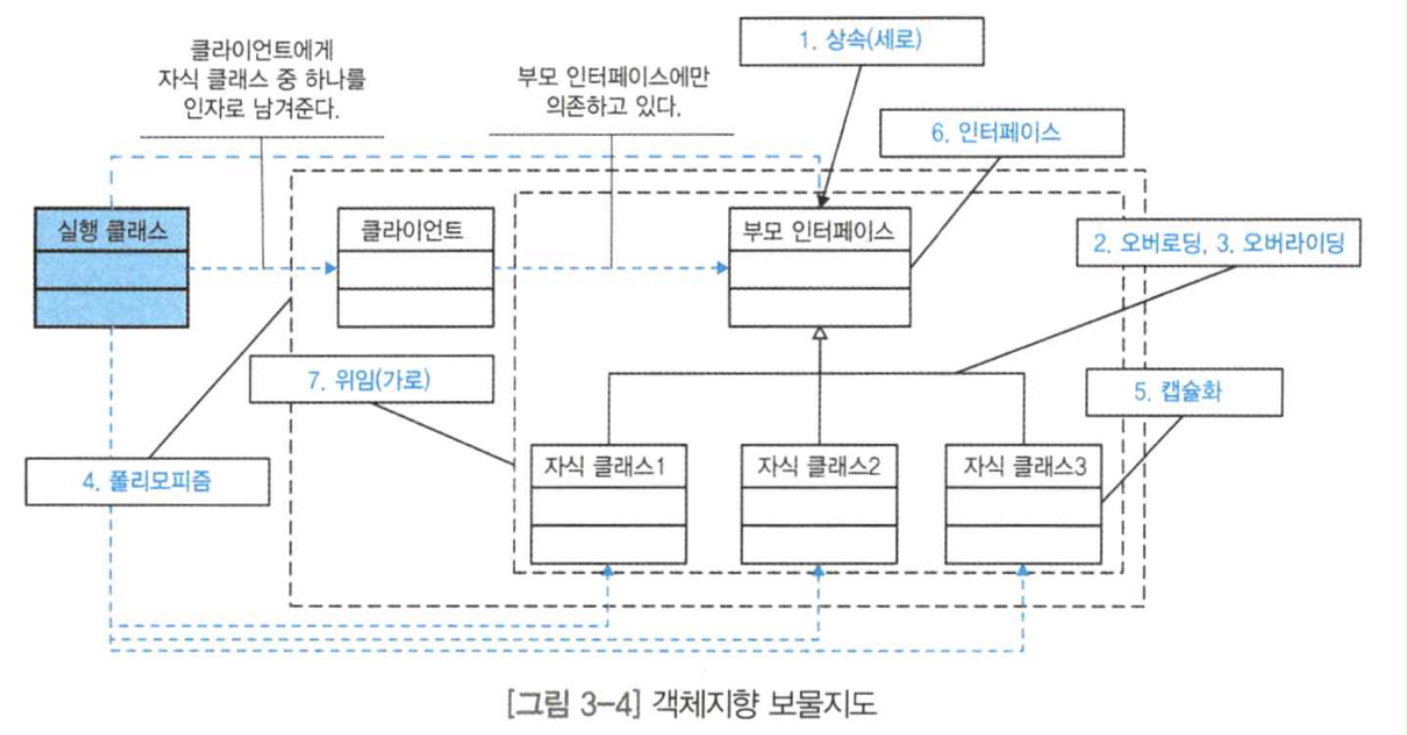 클라이언트에게
자식 클래스 중 하나를
인자로 남겨준다.
부모 인터페이스에만
의존하고 있다.
1. 상속(세로)
6. 인터페이스
실행 클래스
클라이언트
부모 인터페이스
2. 오버로딩, 3. 오버라이딩
7. 위임(가로)
5. 캡슐화
4. 폴리모피즘
자식 클래스1
자식 클래스2
자식 클래스3
[그림 3-4] 객체지향 보물지도